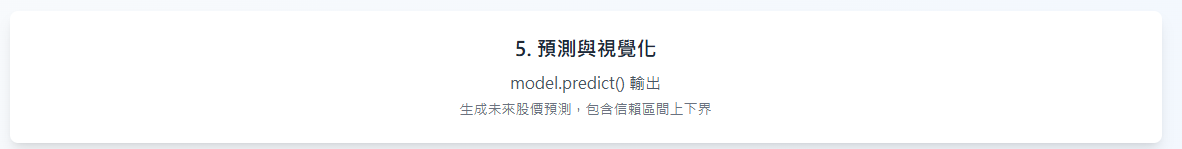 5. 預測與視覺化
model.predict() 輸出
生成未來股價預測，包含信賴區間上下界